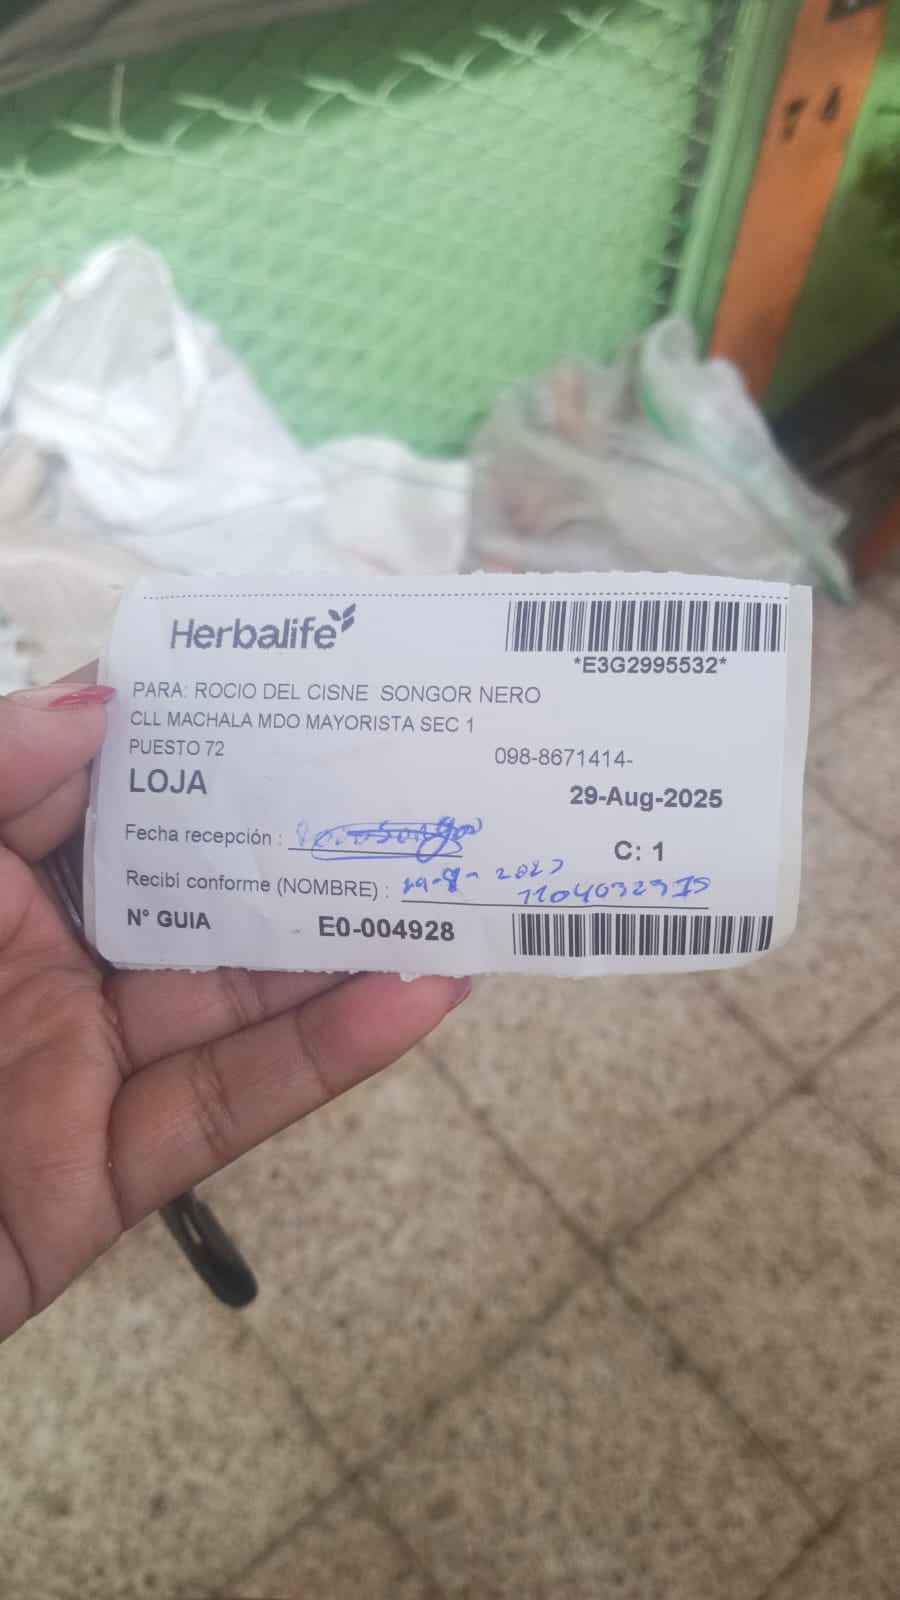 Herbalife
*E3G2995532*
PARA: ROCIO DEL CISNE SONGOR NERO
CLL MACHALA MDO MAYORISTA SEC 1
PUESTO 72
098-8671414-
LOJA
29-Aug-2025
Fecha recepción :
C: 1
Recibí conforme (NOMBRE) :
N° GUIA
E0-004928